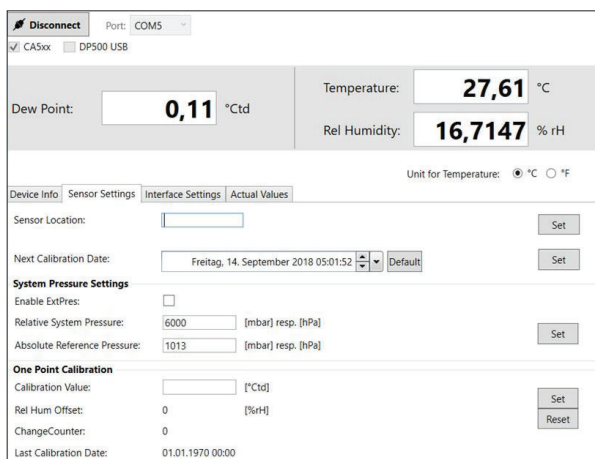 Disconnect Port: COM5
CA5xx DP500 USB
Dew Point: 0,11 °Ctd
Temperature: 27,61 °C
Rel Humidity: 16,7147 % rH
Unit for Temperature: °C °F
Device Info Sensor Settings Interface Settings Actual Values
Sensor Location: Set
Next Calibration Date: Freitag, 14. September 2018 05:01:52 Default Set
System Pressure Settings
Enable ExtPres:
Relative System Pressure: 6000 [mbar] resp. [hPa]
Set
Absolute Reference Pressure: 1013 [mbar] resp. [hPa]
One Point Calibration
Calibration Value: [°Ctd]
Set
Rel Hum Offset: 0 [%rH]
Reset
ChangeCounter: 0
Last Calibration Date: 01.01.1970 00:00